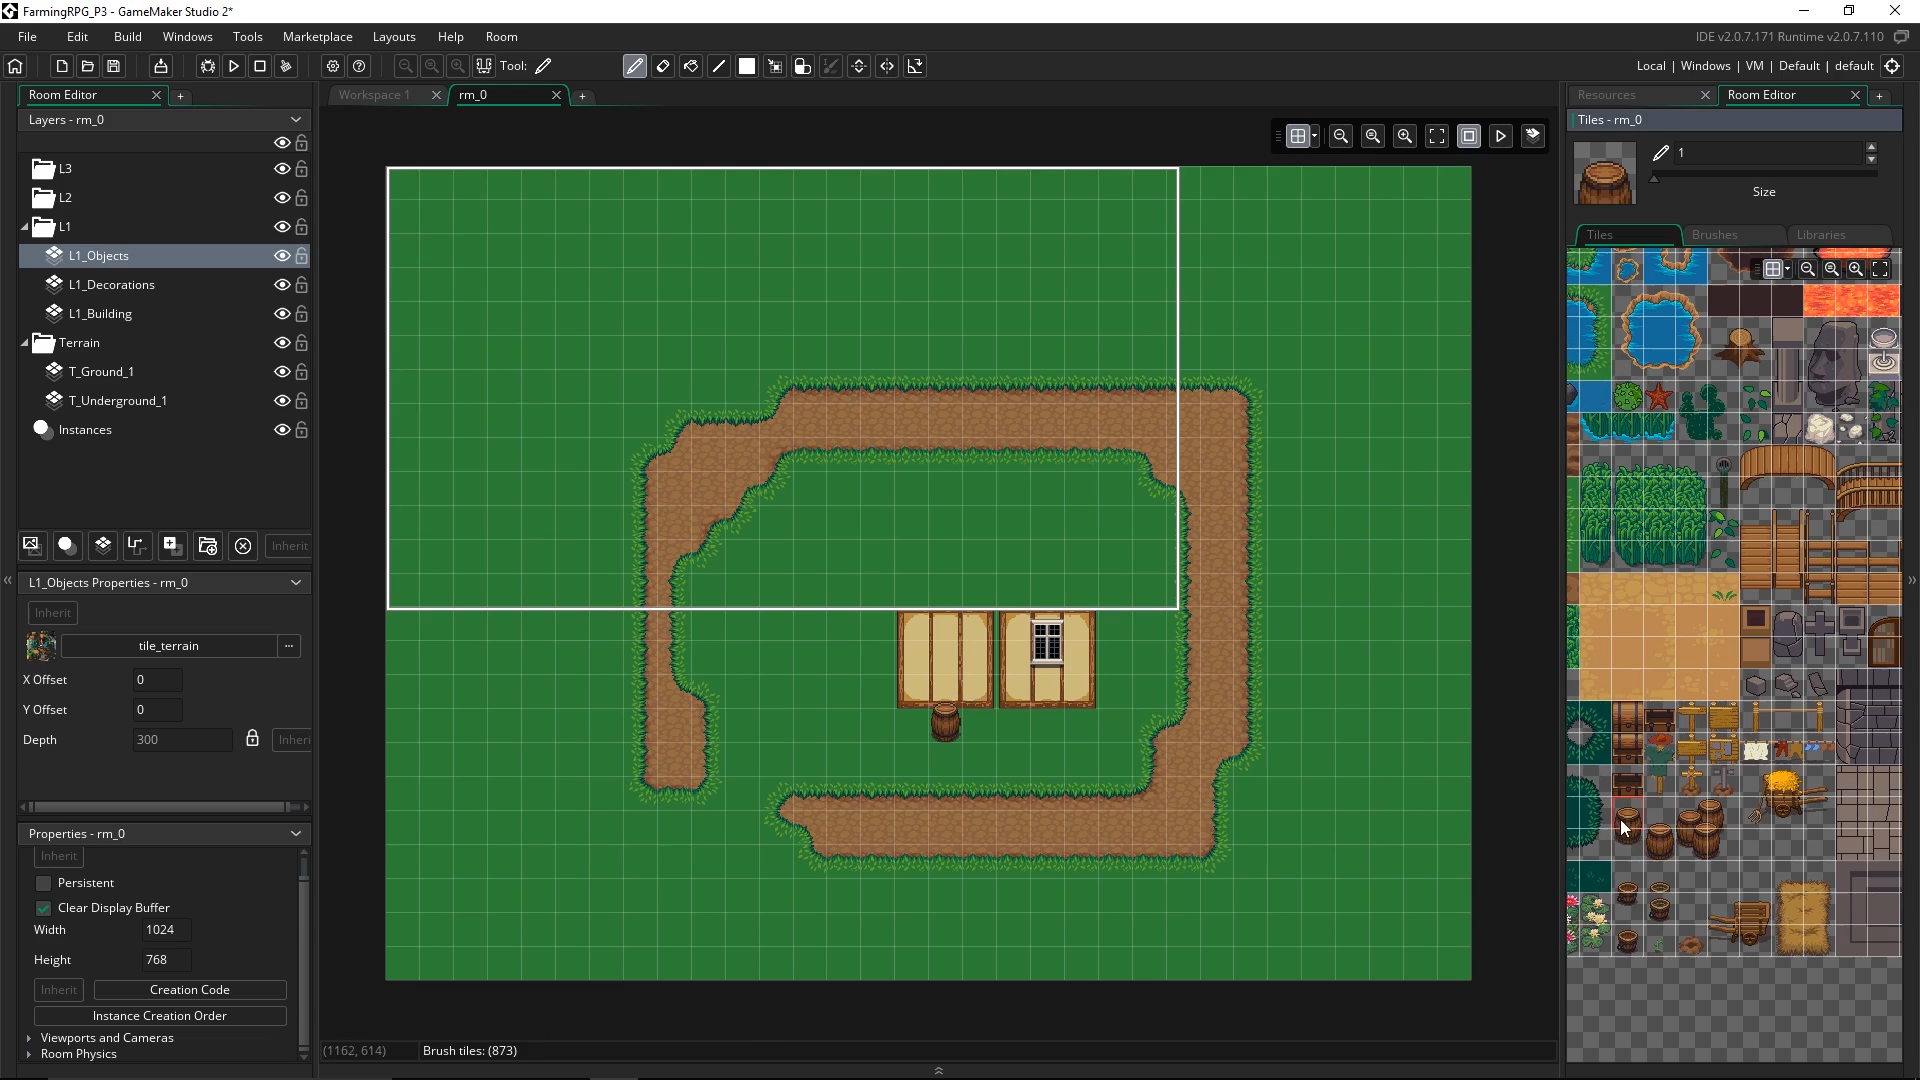 FarmingRPG_P3 - GameMaker Studio 2*
File Edit Build Windows Tools Marketplace Layouts Help Room
IDE v2.0.7.171 Runtime v2.0.7.110
Tool:
Local | Windows | VM | Default | default
Room Editor
Workspace 1
rm_0
Resources
Room Editor
Layers - rm_0
Tiles - rm_0
1
Size
L3
L2
L1
L1_Objects
L1_Decorations
L1_Building
Terrain
T_Ground_1
T_Underground_1
Instances
Tiles
Brushes
Libraries
Inherit
L1_Objects Properties - rm_0
Inherit
tile_terrain
...
X Offset 0
Y Offset 0
Depth 300
Inheri
Properties - rm_0
Inherit
Persistent
Clear Display Buffer
Width 1024
Height 768
Inherit
Creation Code
Instance Creation Order
Viewports and Cameras
Room Physics
(1162, 614)
Brush tiles: (873)